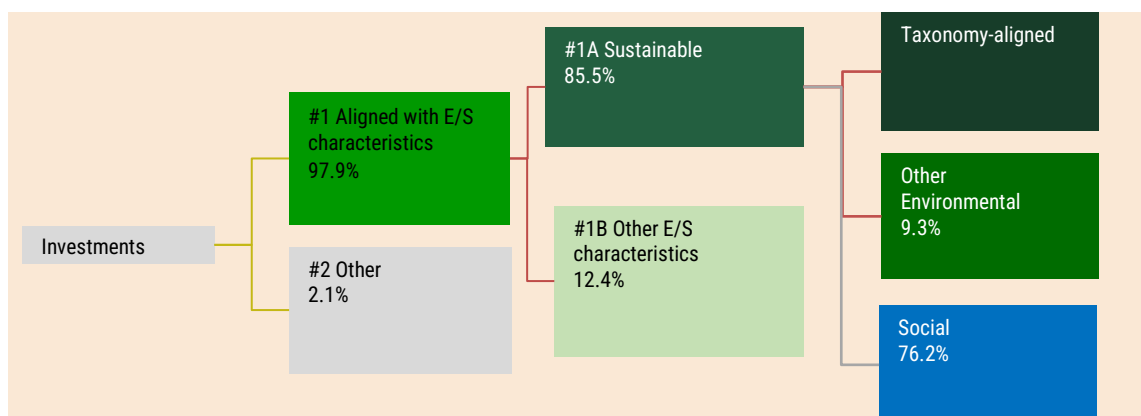 Investments
#1 Aligned with E/S
characteristics
97.9%
#2 Other
2.1%
#1A Sustainable
85.5%
#1B Other E/S
characteristics
12.4%
Taxonomy-aligned
Other
Environmental
9.3%
Social
76.2%